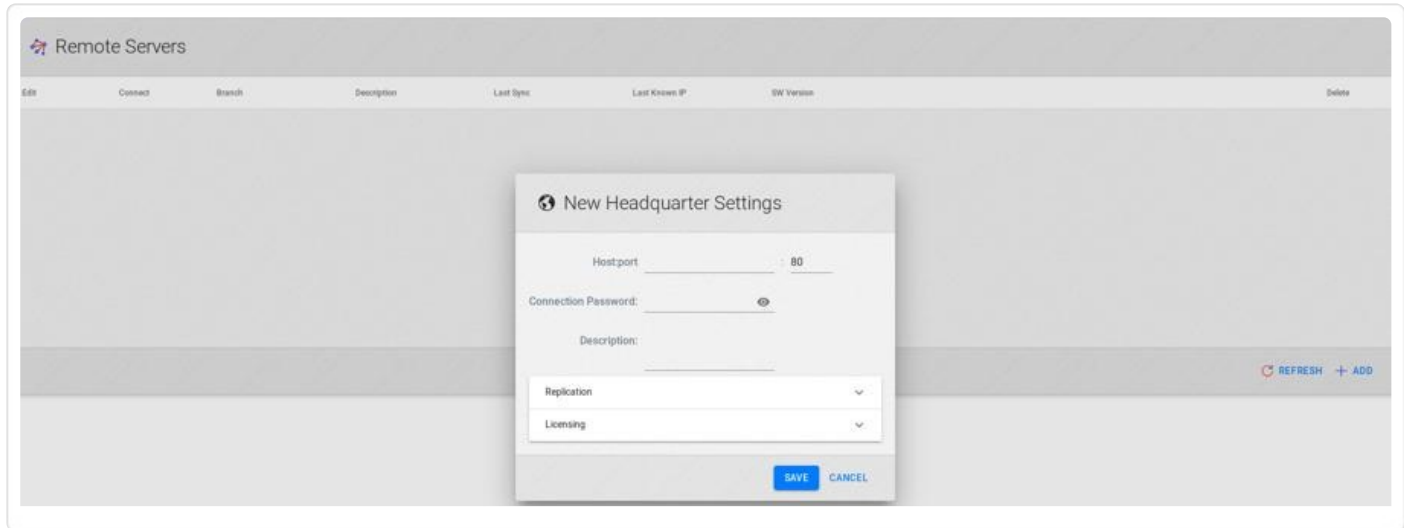 Remote Servers
Edit Connect Branch Description Last Sync Last Known IP SW Version Delete
New Headquarter Settings
Host:port : 80
Connection Password:
Description:
REFRESH + ADD
Replication
Licensing
SAVE CANCEL